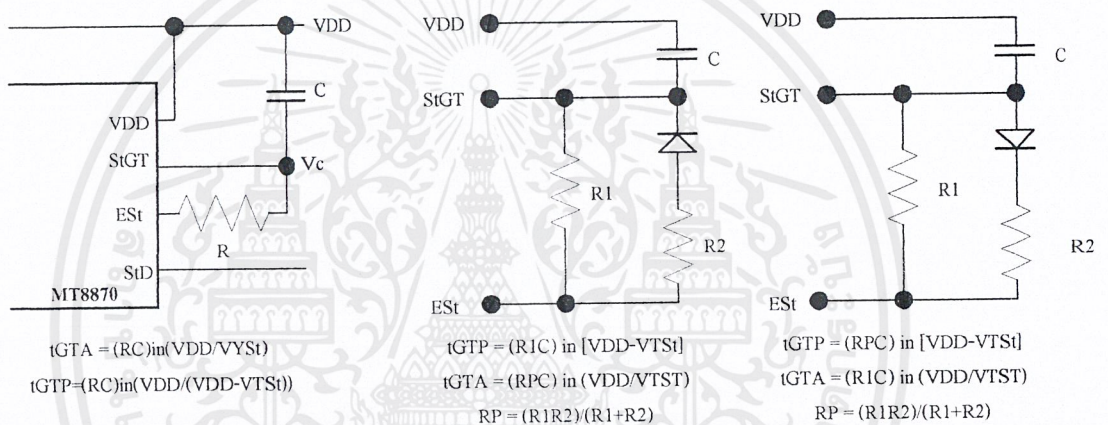 VDD
C
VDD
StGT
Vc
ESt
R
StD
MT8870
tGTA = (RC)in(VDD/VYSt)
tGTP=(RC)in(VDD/(VDD-VTSt))
VDD
C
StGT
R1
R2
ESt
tGTP = (R1C) in [VDD-VTSt]
tGTA = (RPC) in (VDD/VTST)
RP = (R1R2)/(R1+R2)
VDD
C
StGT
R1
R2
ESt
tGTP = (RPC) in [VDD-VTSt]
tGTA = (R1C) in (VDD/VTST)
RP = (R1R2)/(R1+R2)